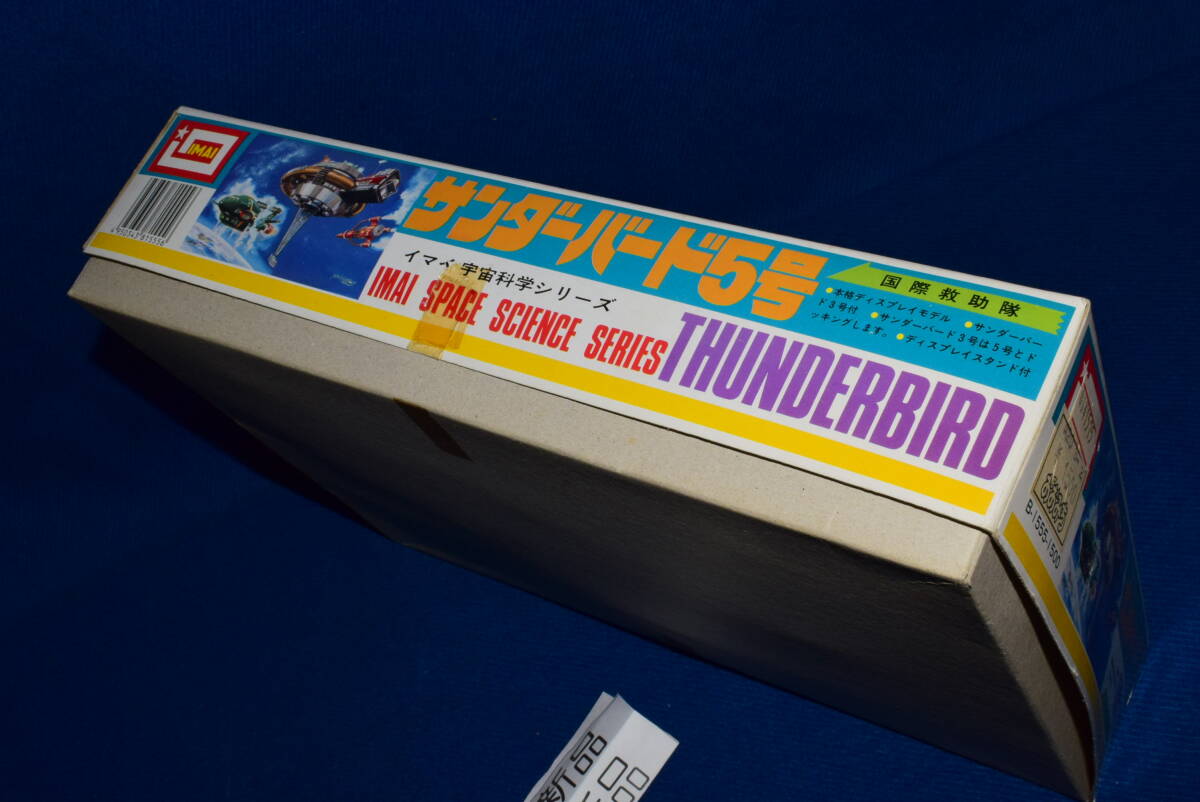 IMAI
4 950343 815556
サンダーバード5号
イマイ 宇宙科学シリーズ
IMAI SPACE SCIENCE SERIES
THUNDERBIRD
国際救助隊
●本格ディスプレイモデル ●サンダーバー
ド3号付 ●サンダーバード3号は5号とド
ッキングします。 ●ディスプレイスタンド付
B-1555-1500
品